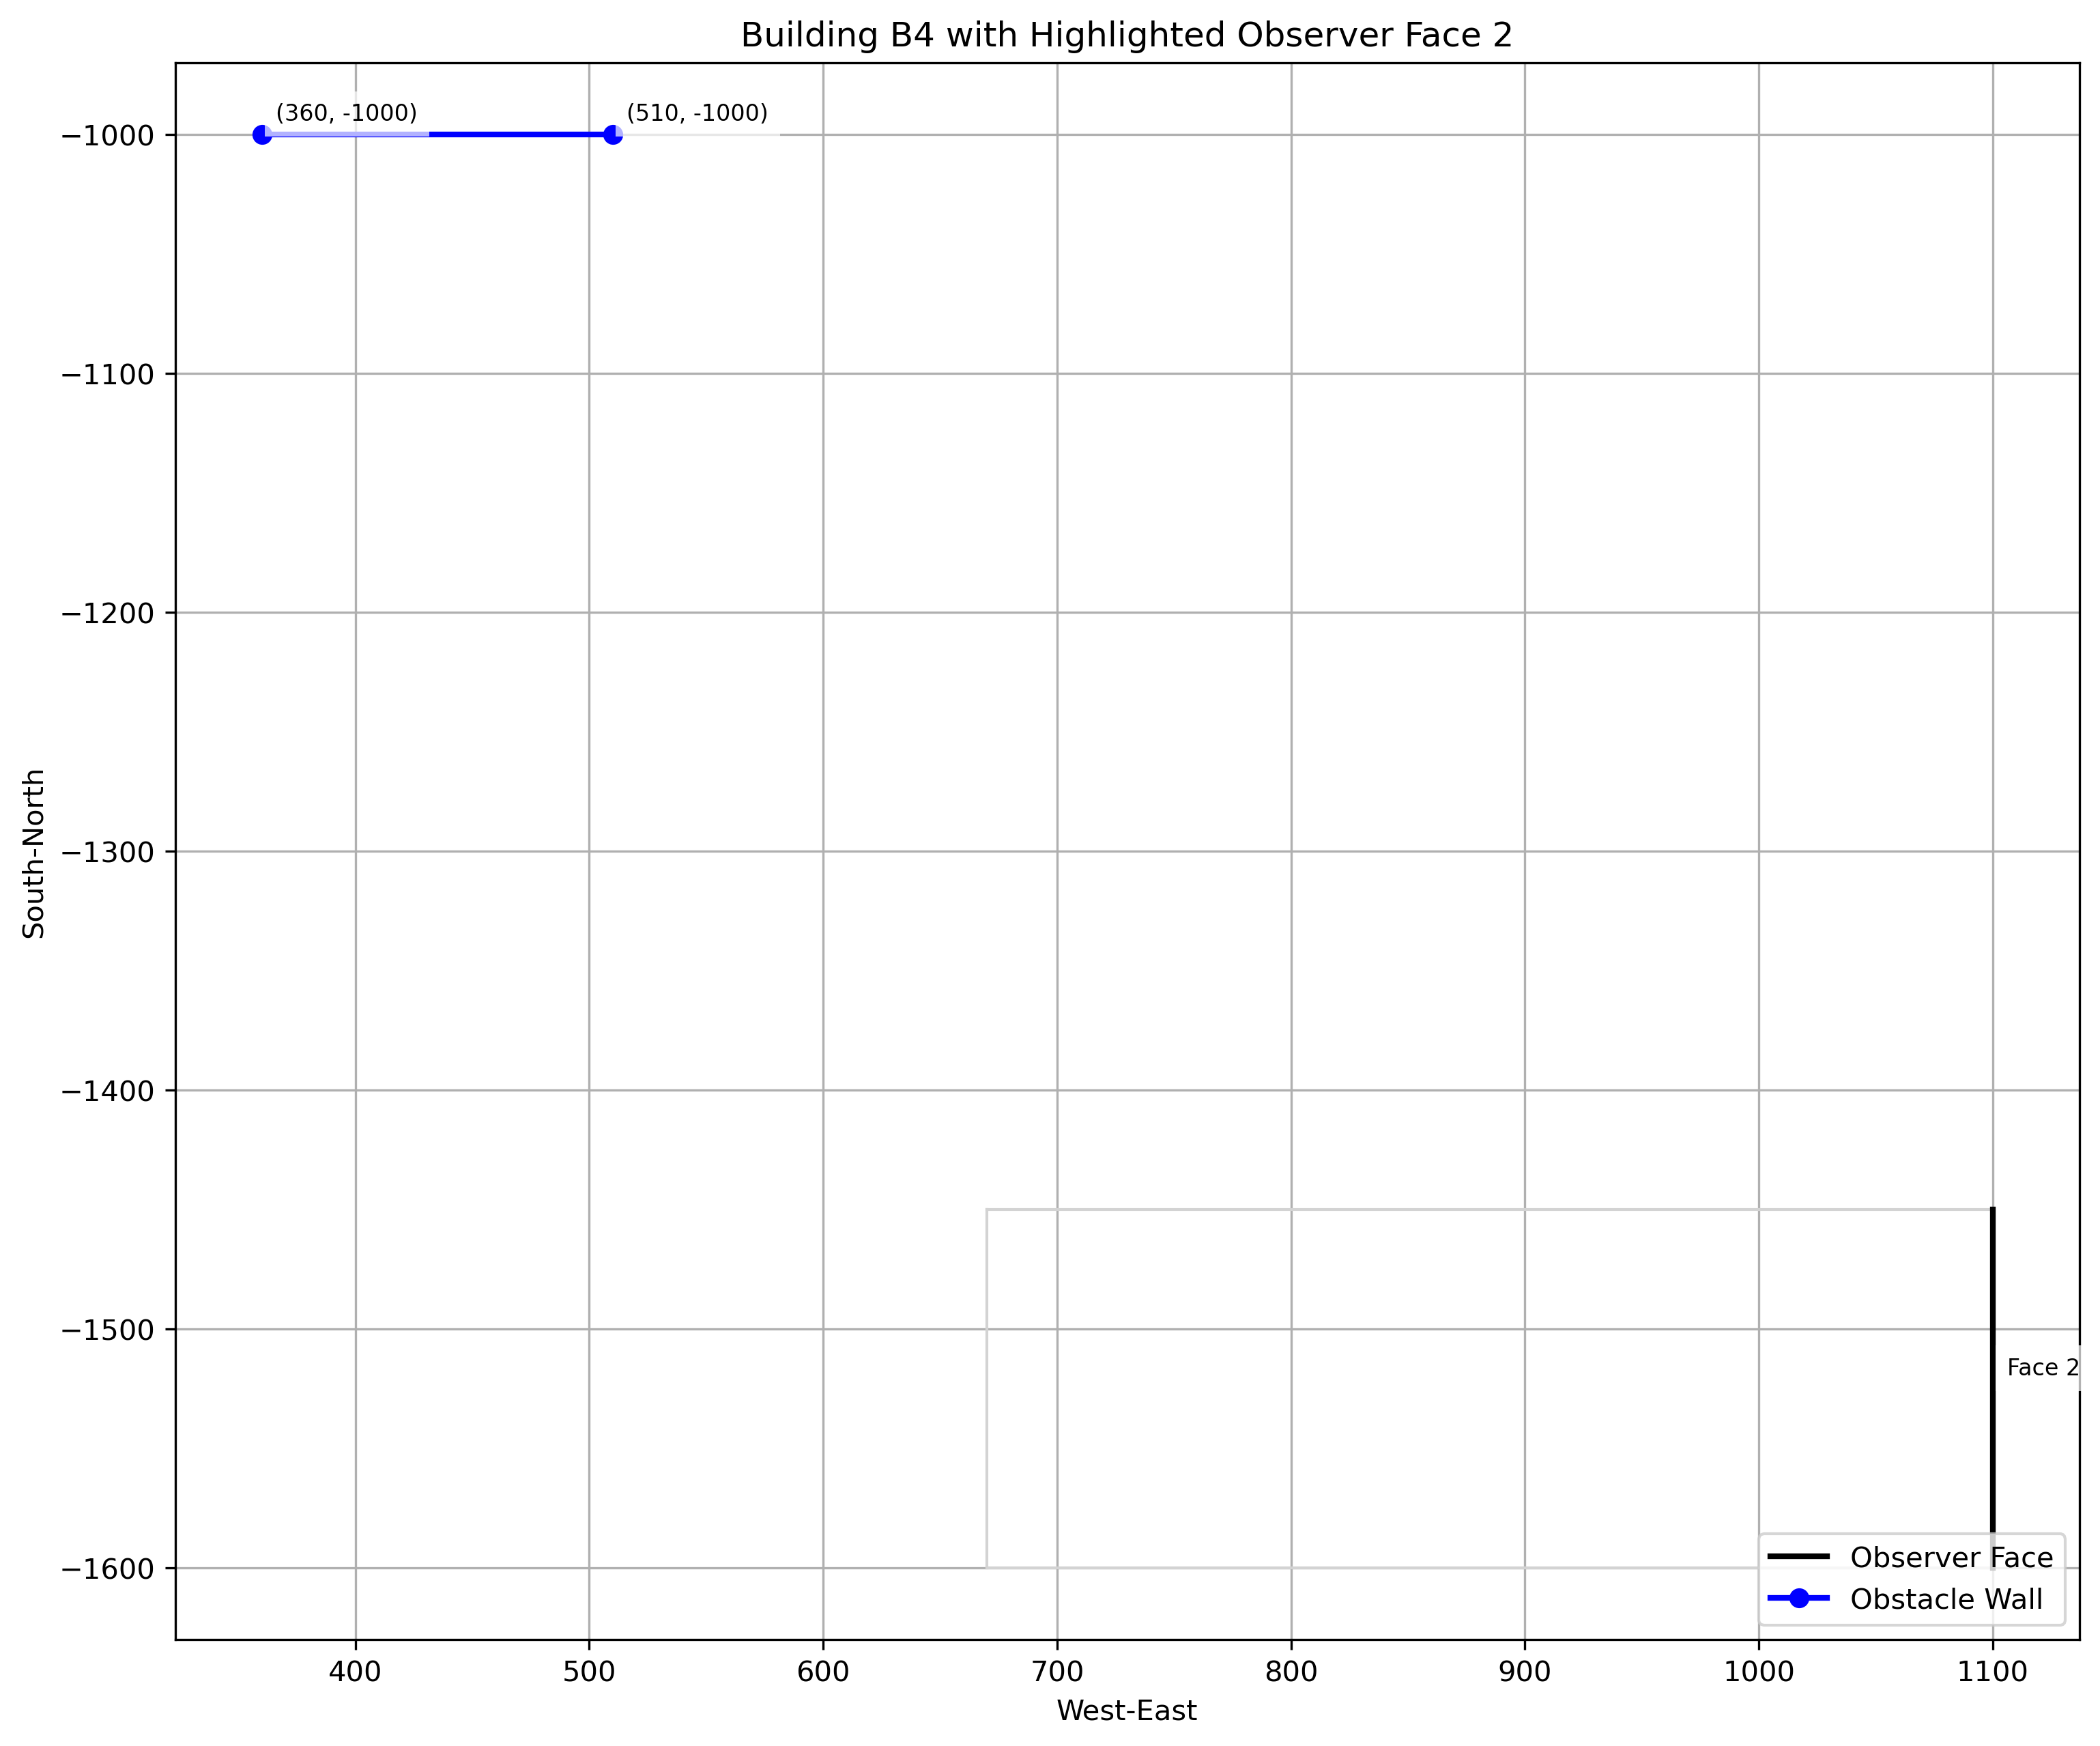 Building B4 with Highlighted Observer Face 2
(360, -1000)
(510, -1000)
−1000
−1100
−1200
−1300
−1400
−1500
−1600
South-North
Face 2
Observer Face
Obstacle Wall
400
500
600
700
800
900
1000
1100
West-East